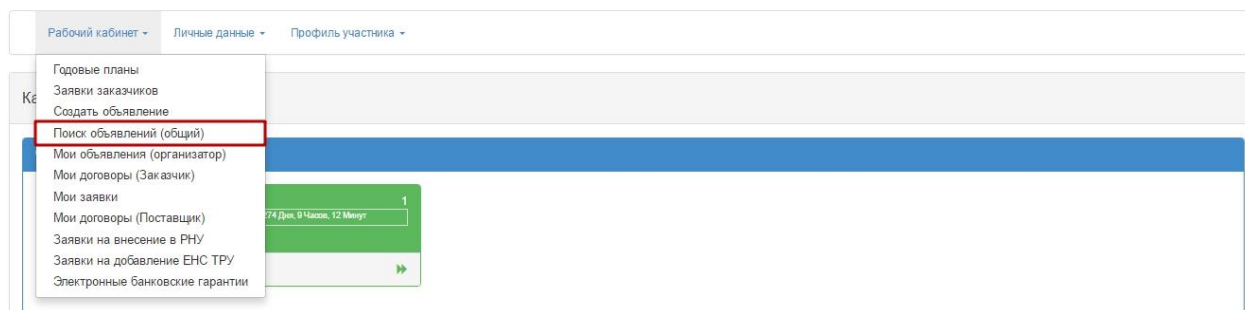 Рабочий кабинет Личные данные Профиль участника
Годовые планы
Заявки заказчиков
Ка
Создать объявление
Поиск объявлений (общий)
Мои объявления (организатор)
Мои договоры (Заказчик)
Мои заявки
1
Мои договоры (Поставщик)
274 Дня, 9 Часов, 12 Минут
Заявки на внесение в РНУ
Заявки на добавление ЕНС ТРУ
Электронные банковские гарантии